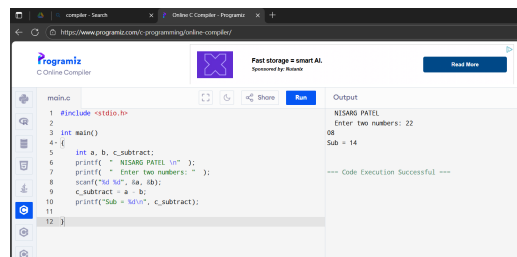 compiler - Search
Online C Compiler - Programiz
https://www.programiz.com/c-programming/online-compiler/
Programiz
C Online Compiler
Fast storage = smart AI.
Sponsored by: Nutanix
Read More
main.c
Share
Run
Output
1 #include <stdio.h>
2
3 int main()
4 {
5 int a, b, c_subtract;
6 printf( " NISARG PATEL \n" );
7 printf( " Enter two numbers: " );
8 scanf("%d %d", &a, &b);
9 c_subtract = a - b;
10 printf("Sub = %d\n", c_subtract);
11
12 }
NISARG PATEL
Enter two numbers: 22
08
Sub = 14
=== Code Execution Successful ===